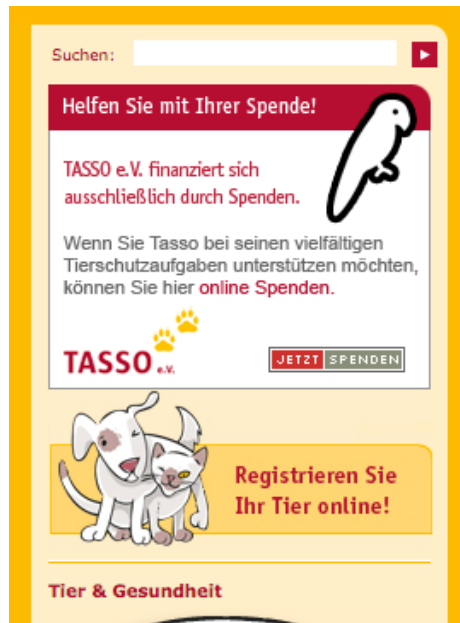 Suchen:
Helfen Sie mit Ihrer Spende!
TASSO e.V. finanziert sich
ausschließlich durch Spenden.
Wenn Sie Tasso bei seinen vielfältigen
Tierschutzaufgaben unterstützen möchten,
können Sie hier online Spenden.
TASSO e.V.
JETZT SPENDEN
Registrieren Sie
Ihr Tier online!
Tier & Gesundheit